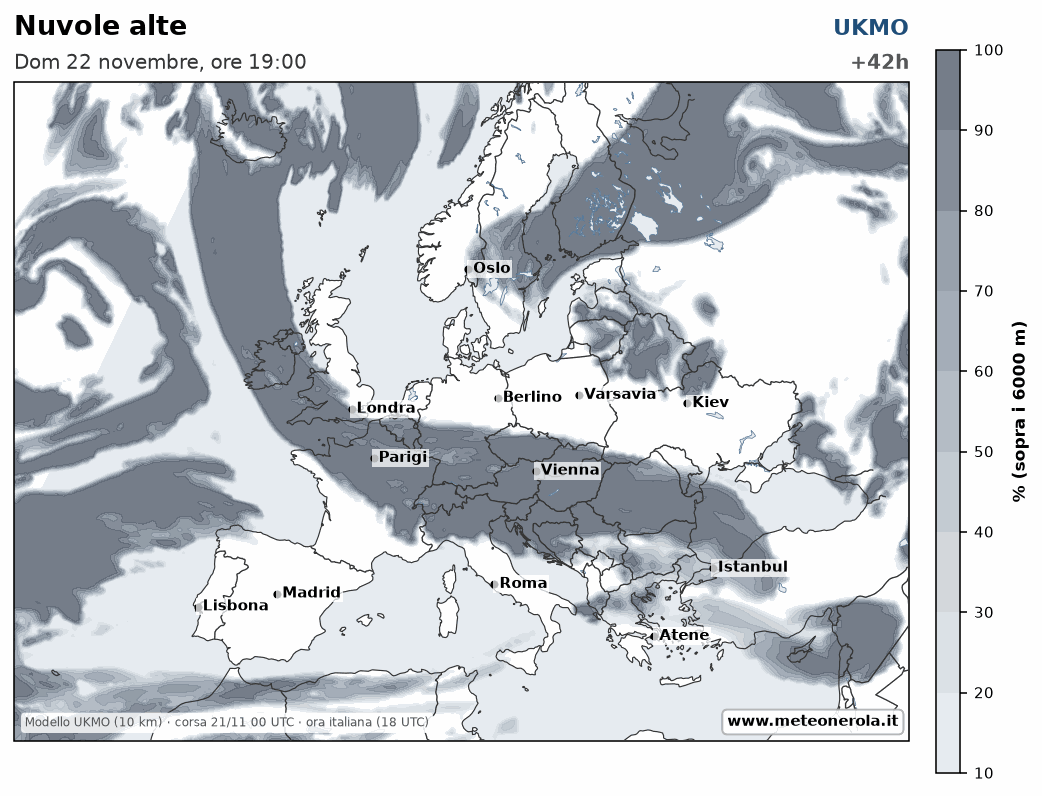 Nuvole alte
UKMO
Dom 22 novembre, ore 19:00
+42h
100
90
80
70
60
50
40
30
20
10
% (sopra i 6000 m)
Oslo
Londra
Berlino
Varsavia
Kiev
Parigi
Vienna
Istanbul
Roma
Madrid
Lisbona
Atene
Modello UKMO (10 km) · corsa 21/11 00 UTC · ora italiana (18 UTC)
www.meteonerola.it